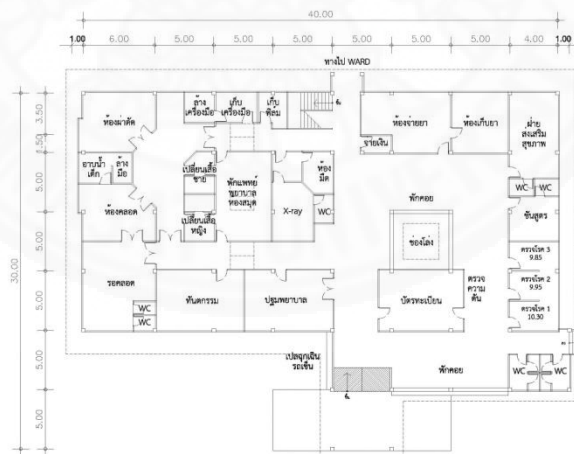 40.00
1.00 6.00 5.00 5.00 5.00 5.00 5.00 5.00 4.00 1.00
ทางไป WARD
30.00
3.50
5.50
5.00
5.00
5.00
5.00
ห้องผ่าตัด
ล้าง
เครื่องมือ
เก็บ
เครื่องมือ
เก็บ
ฟิล์ม
ห้องจ่ายยา
ห้องเก็บยา
ฝ่าย
ส่งเสริม
สุขภาพ
จ่ายเงิน
อาบน้ำ
เด็ก
ล้าง
มือ
เปลี่ยนเสื้อ
ชาย
พักแพทย์
พยาบาล
ห้องสมุด
ห้อง
มืด
WC
WC
ห้องคลอด
เปลี่ยนเสื้อ
หญิง
X-ray
WC
พักคอย
ชันสูตร
ช่องโล่ง
รอคลอด
ทันตกรรม
ปฐมพยาบาล
บัตรทะเบียน
ตรวจ
ความ
ดัน
ตรวจโรค 3
9.85
ตรวจโรค 2
9.95
ตรวจโรค 1
10.30
WC
WC
เปลฉุกเฉิน
รถเข็น
พักคอย
WC
WC